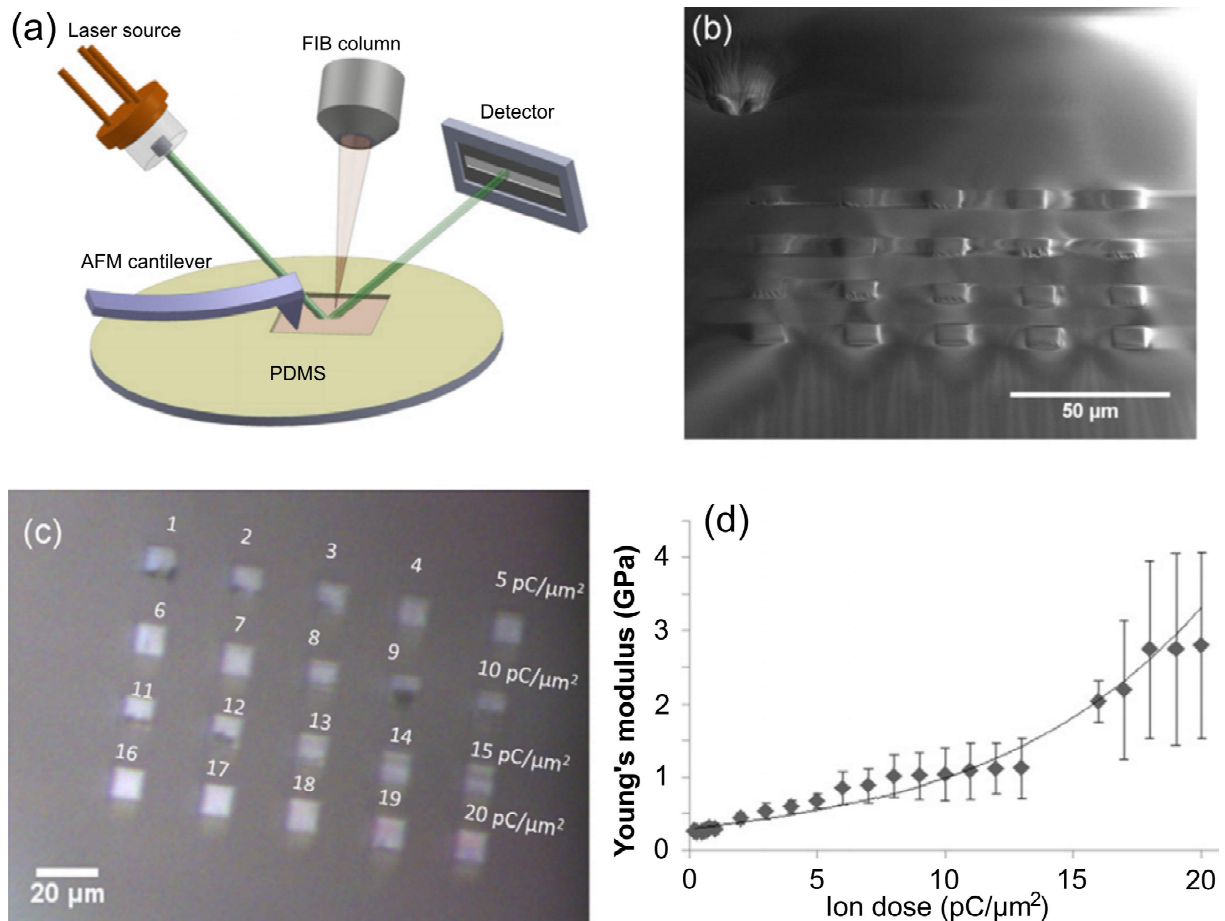 (a)
Laser source
FIB column
Detector
AFM cantilever
PDMS
(b)
50 µm
(c)
1
2
3
4
5 pC/µm²
6
7
8
9
10 pC/µm²
11
12
13
14
15 pC/µm²
16
17
18
19
20 pC/µm²
20 µm
(d)
Young's modulus (GPa)
4
3
2
1
0
0 5 10 15 20
Ion dose (pC/µm²)